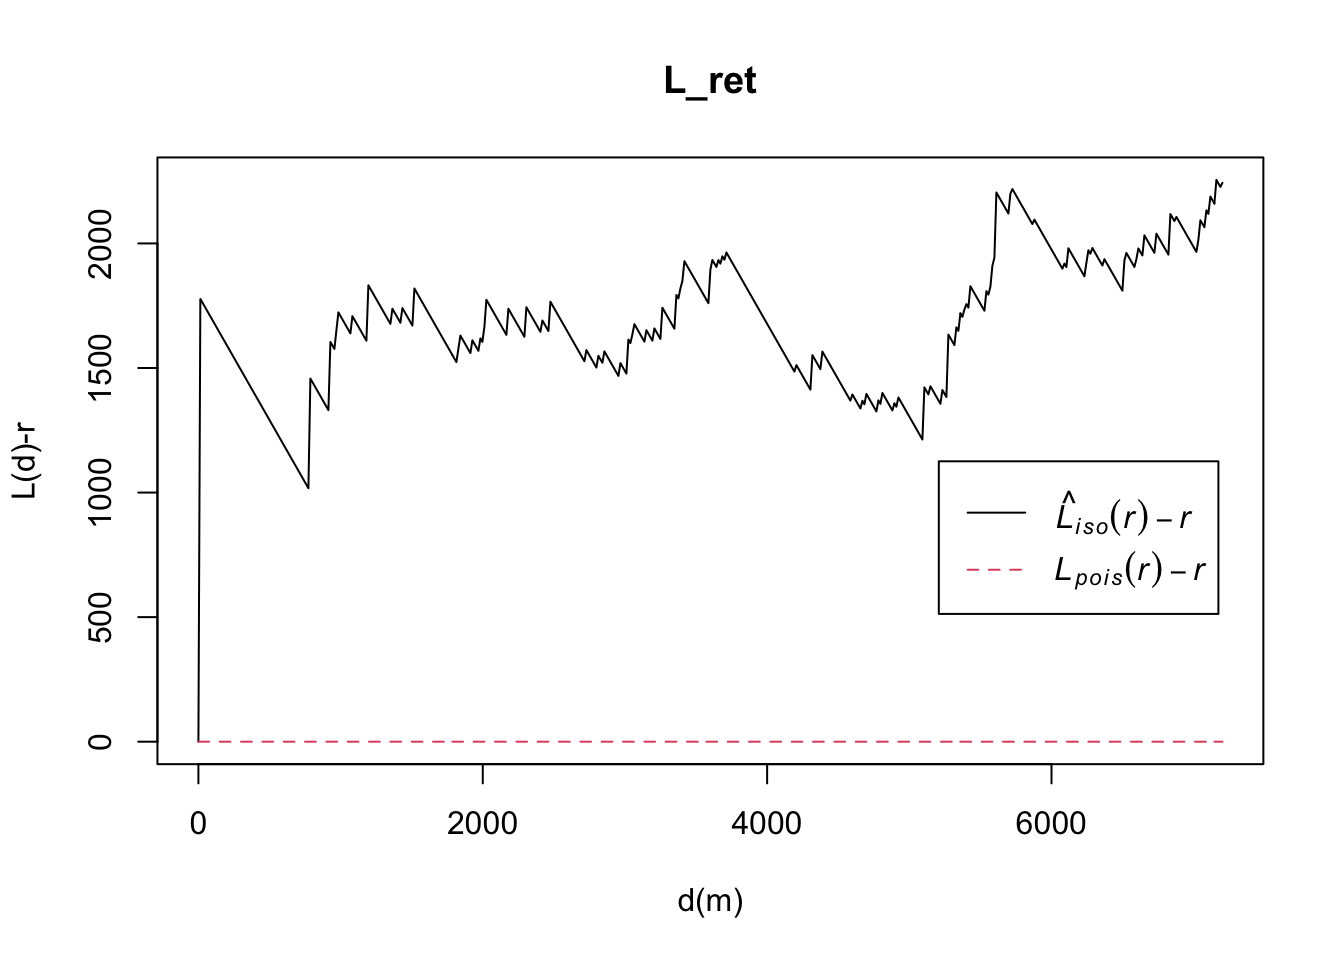 L_ret
L(d)-r
2000
1500
1000
500
0
L̂iso(r) – r
Lpois(r) – r
0 2000 4000 6000
d(m)